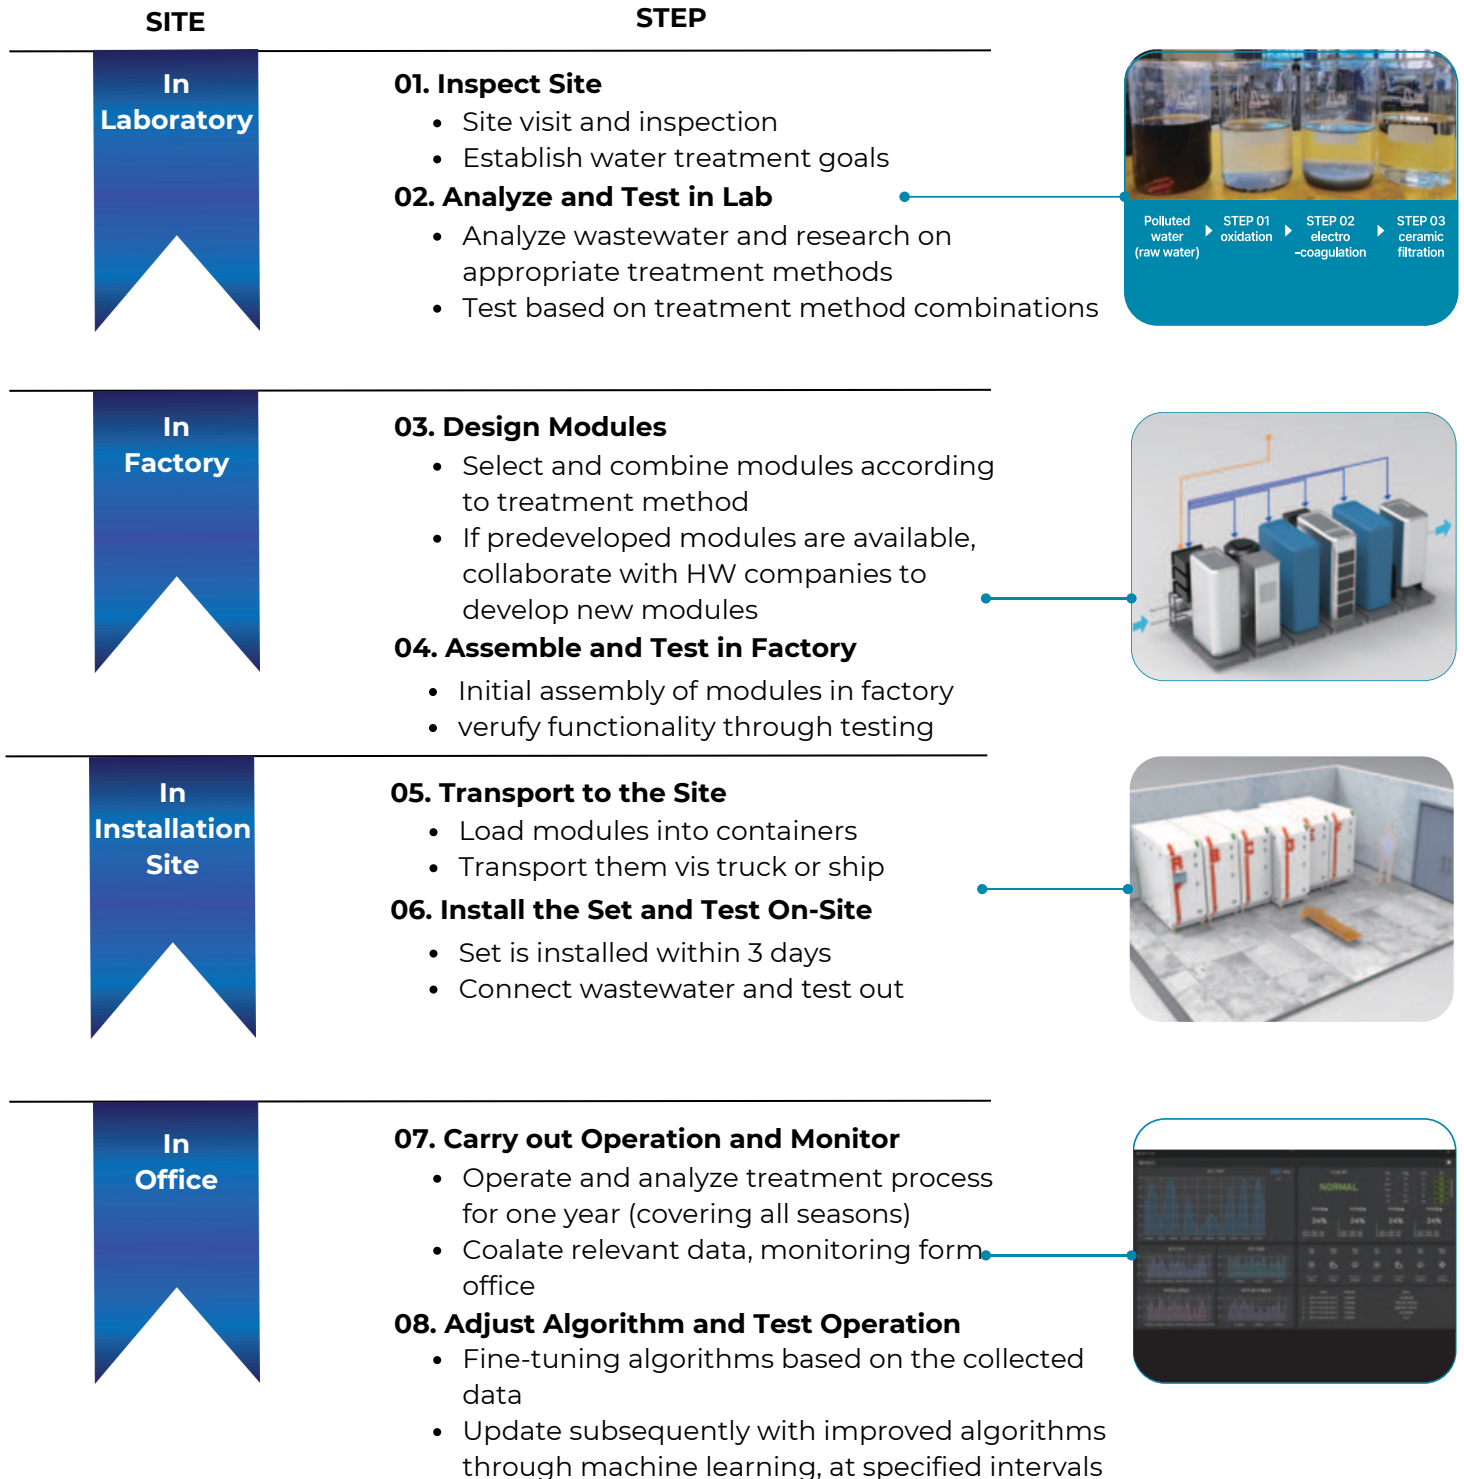 SITE
STEP
In
Laboratory
01. Inspect Site
• Site visit and inspection
• Establish water treatment goals
02. Analyze and Test in Lab
• Analyze wastewater and research on
appropriate treatment methods
• Test based on treatment method combinations
Polluted
water
(raw water)
STEP 01
oxidation
STEP 02
electro
-coagulation
STEP 03
ceramic
filtration
In
Factory
03. Design Modules
• Select and combine modules according
to treatment method
• If predeveloped modules are available,
collaborate with HW companies to
develop new modules
04. Assemble and Test in Factory
• Initial assembly of modules in factory
• verufy functionality through testing
In
Installation
Site
05. Transport to the Site
• Load modules into containers
• Transport them vis truck or ship
06. Install the Set and Test On-Site
• Set is installed within 3 days
• Connect wastewater and test out
In
Office
07. Carry out Operation and Monitor
• Operate and analyze treatment process
for one year (covering all seasons)
• Coalate relevant data, monitoring form
office
08. Adjust Algorithm and Test Operation
• Fine-tuning algorithms based on the collected
data
• Update subsequently with improved algorithms
through machine learning, at specified intervals
NORMAL
24%
24%
24%
24%